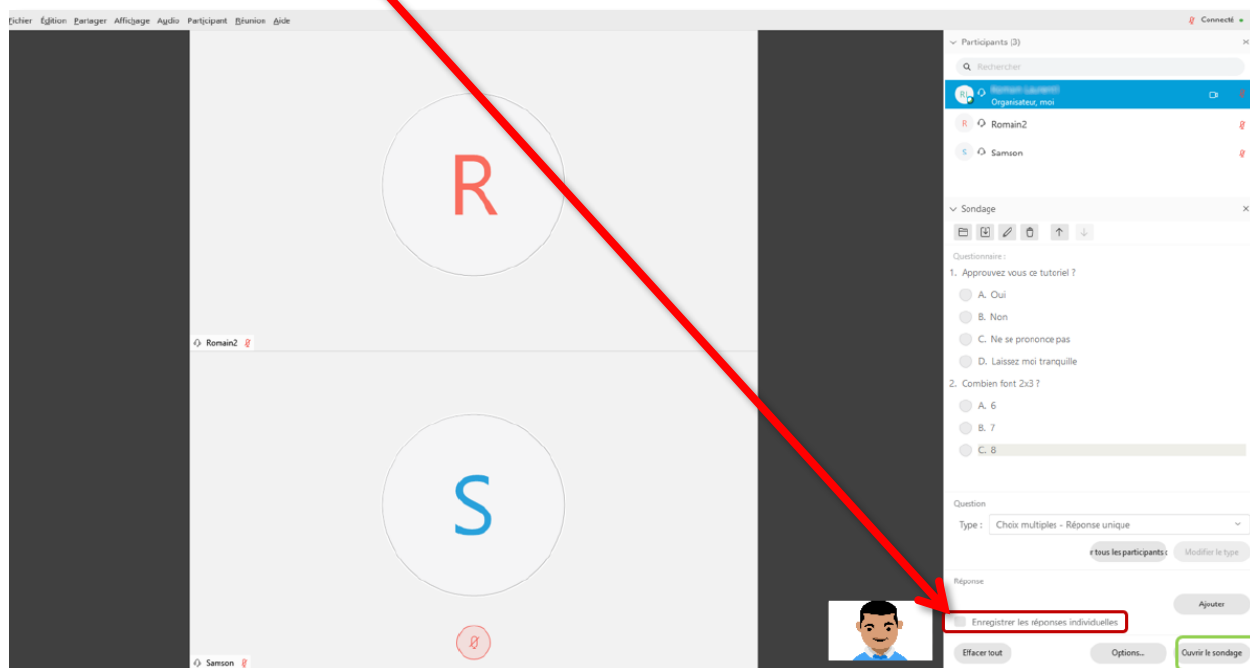 Fichier Édition Partager Affichage Audio Participant Réunion Aide
Connecté
Participants (3)
Rechercher
Organisateur, moi
R Romain2
S Samson
R
Romain2
S
Samson
Sondage
Questionnaire :
1. Approuvez vous ce tutoriel ?
A. Oui
B. Non
C. Ne se prononce pas
D. Laissez moi tranquille
2. Combien font 2x3 ?
A. 6
B. 7
C. 8
Question
Type : Choix multiples - Réponse unique
r tous les participants c Modifier le type
Réponse
Ajouter
Enregistrer les réponses individuelles
Effacer tout Options... Ouvrir le sondage